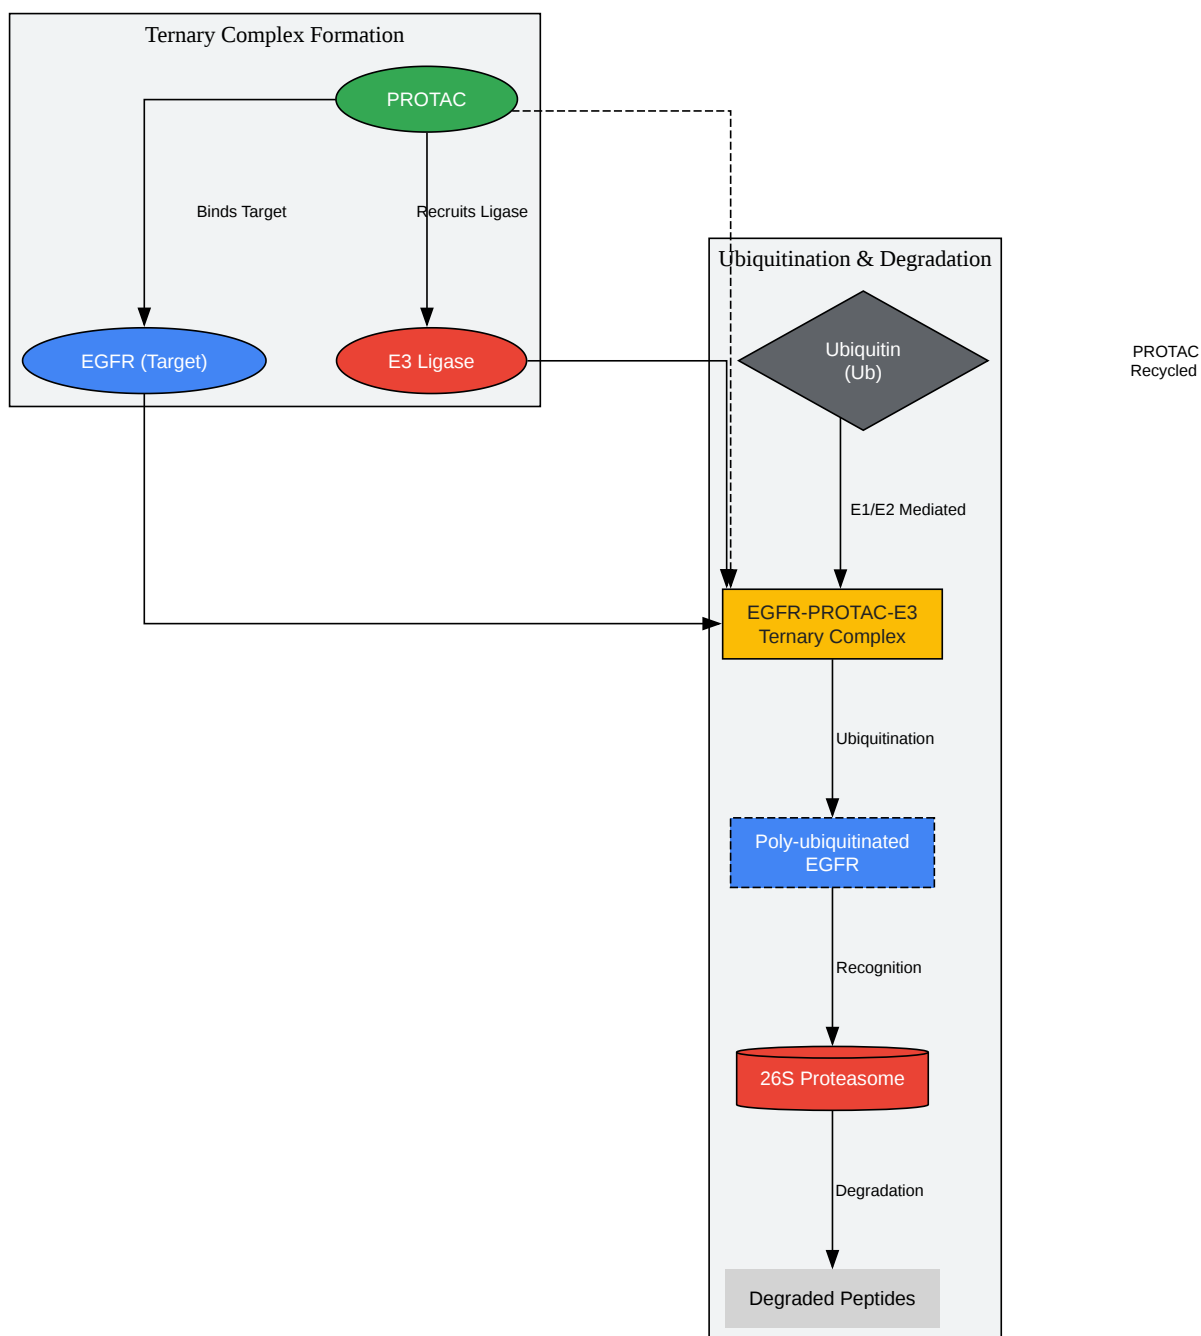 Ternary Complex Formation
PROTAC
Binds Target
Recruits Ligase
EGFR (Target)
E3 Ligase
Ubiquitination & Degradation
Ubiquitin
(Ub)
PROTAC
Recycled
E1/E2 Mediated
EGFR-PROTAC-E3
Ternary Complex
Ubiquitination
Poly-ubiquitinated
EGFR
Recognition
26S Proteasome
Degradation
Degraded Peptides